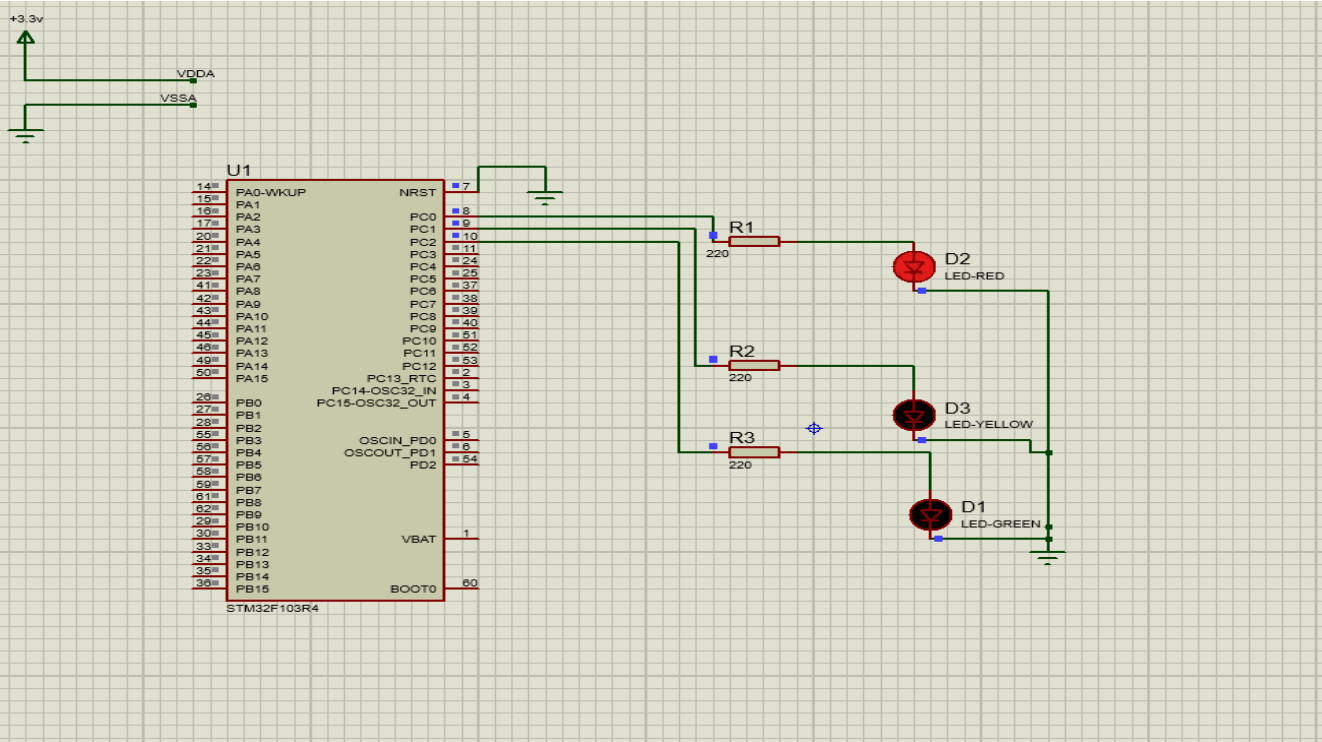 +3.3v
VDDA
VSSA
U1
14 PA0-WKUP NRST 7
15 PA1
16 PA2 PC0 8
17 PA3 PC1 9
20 PA4 PC2 10
21 PA5 PC3 11
22 PA6 PC4 24
23 PA7 PC5 25
41 PA8 PC6 37
42 PA9 PC7 38
43 PA10 PC8 39
44 PA11 PC9 40
45 PA12 PC10 51
46 PA13 PC11 52
49 PA14 PC12 53
50 PA15 PC13_RTC 2
PC14-OSC32_IN 3
26 PB0 PC15-OSC32_OUT 4
27 PB1
28 PB2
55 PB3 OSCIN_PD0 5
56 PB4 OSCOUT_PD1 6
57 PB5 PD2 54
58 PB6
59 PB7
61 PB8
62 PB9
29 PB10
30 PB11 VBAT 1
33 PB12
34 PB13
35 PB14
36 PB15 BOOT0 60
STM32F103R4
R1
220
D2
LED-RED
R2
220
D3
LED-YELLOW
R3
220
D1
LED-GREEN